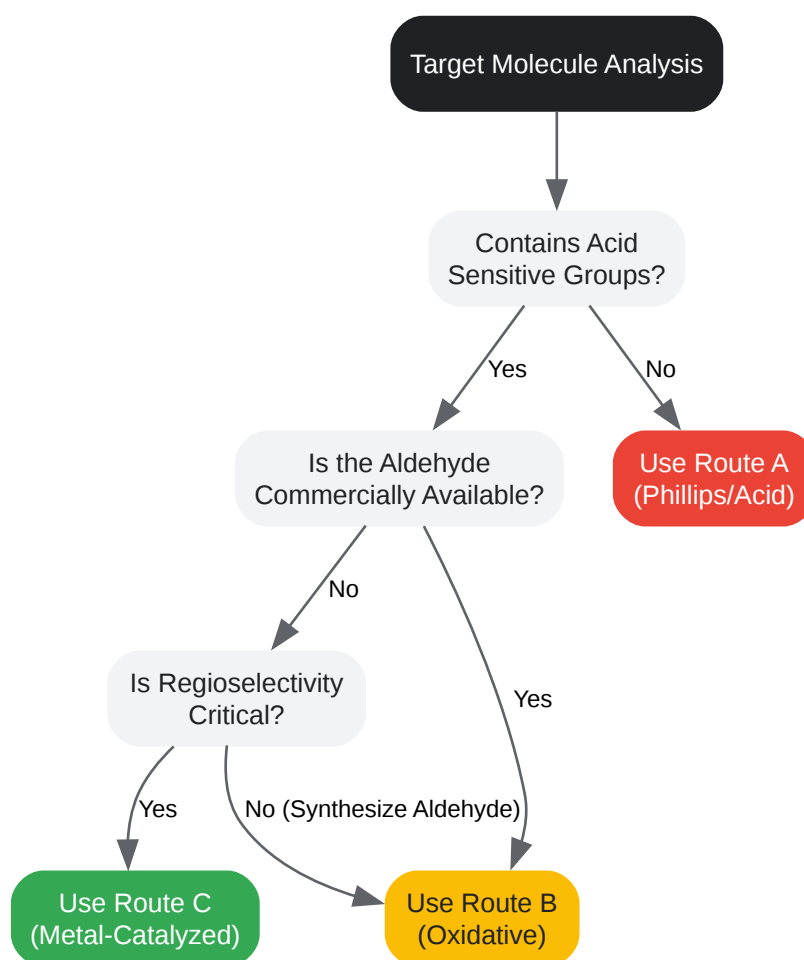 Target Molecule Analysis
Contains Acid
Sensitive Groups?
Yes
No
Is the Aldehyde
Commercially Available?
Use Route A
(Phillips/Acid)
No
Yes
Is Regioselectivity
Critical?
Yes
No (Synthesize Aldehyde)
Use Route C
(Metal-Catalyzed)
Use Route B
(Oxidative)